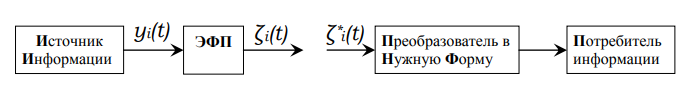 Источник
Информации
yi(t)
ЭФП
ζi(t)
ζ*i(t)
Преобразователь в
Нужную Форму
Потребитель
информации